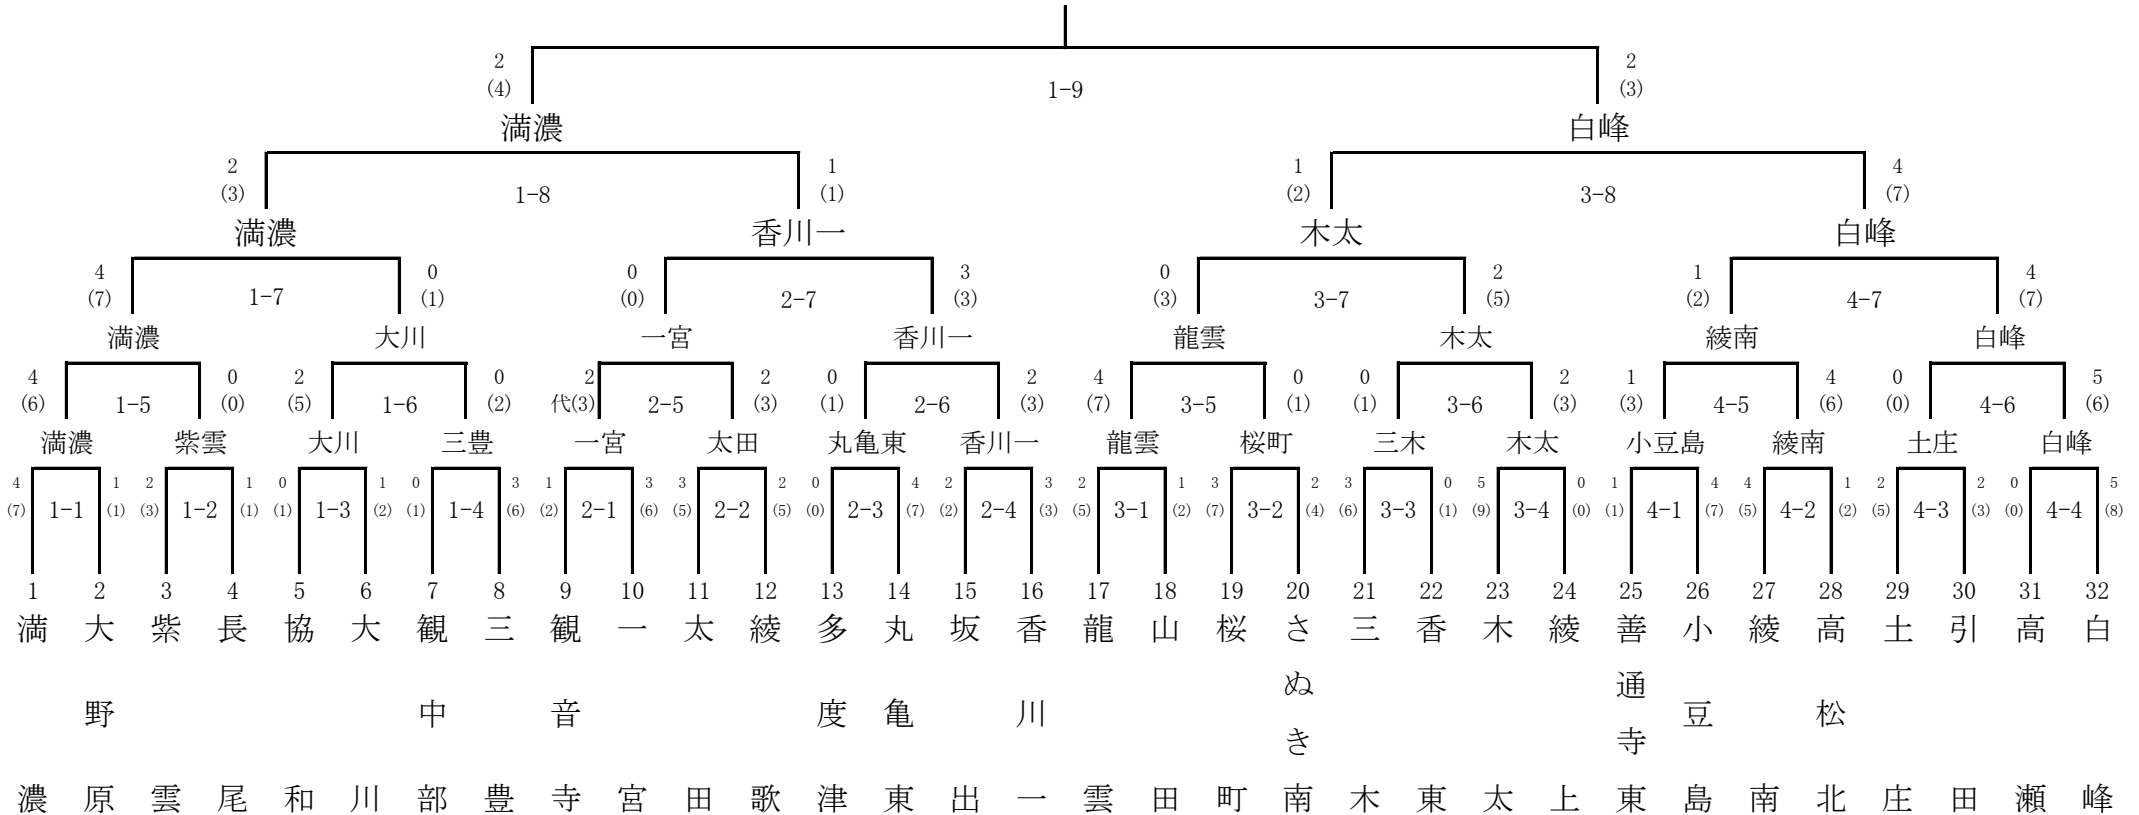 2 2
(4) 1-9 (3)
満濃 白峰
2 1 1 4
(3) 1-8 (1) (2) 3-8 (7)
満濃 香川一 木太 白峰
4 0 0 3 0 2 1 4
(7) 1-7 (1) (0) 2-7 (3) (3) 3-7 (5) (2) 4-7 (7)
満濃 大川 一宮 香川一 龍雲 木太 綾南 白峰
4 0 2 0 2 2 0 2 4 0 0 2 1 4 0 5
(6) 1-5 (0) (5) 1-6 (2) 代(3) 2-5 (3) (1) 2-6 (3) (7) 3-5 (1) (1) 3-6 (3) (3) 4-5 (6) (0) 4-6 (6)
満濃 紫雲 大川 三豊 一宮 太田 丸亀東 香川一 龍雲 桜町 三木 木太 小豆島 綾南 土庄 白峰
4 1 2 1 0 1 0 3 1 3 3 2 0 4 2 3 2 1 3 2 3 0 5 0 1 4 4 1 2 2 0 5
(7) 1-1 (1) (3) 1-2 (1) (1) 1-3 (2) (1) 1-4 (6) (2) 2-1 (6) (5) 2-2 (5) (0) 2-3 (7) (2) 2-4 (3) (5) 3-1 (2) (7) 3-2 (4) (6) 3-3 (1) (9) 3-4 (0) (1) 4-1 (7) (5) 4-2 (2) (5) 4-3 (3) (0) 4-4 (8)
1 2 3 4 5 6 7 8 9 10 11 12 13 14 15 16 17 18 19 20 21 22 23 24 25 26 27 28 29 30 31 32
満濃
大野原
紫雲
長尾
協和
大川
観中部
三豊
観音寺
一宮
太田
綾歌
多度津
丸亀東
坂出
香川一
龍雲
山田
桜町
さぬき南
三木
香東
木太
綾上
善通寺東
小豆島
綾南
高松北
土庄
引田
高瀬
白峰